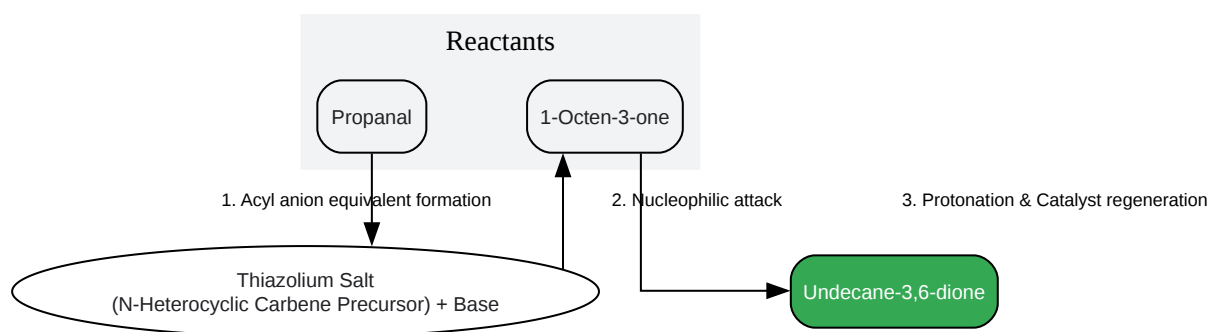 Reactants
Propanal
1-Octen-3-one
1. Acyl anion equivalent formation
2. Nucleophilic attack
3. Protonation & Catalyst regeneration
Thiazolium Salt
(N-Heterocyclic Carbene Precursor) + Base
Undecane-3,6-dione